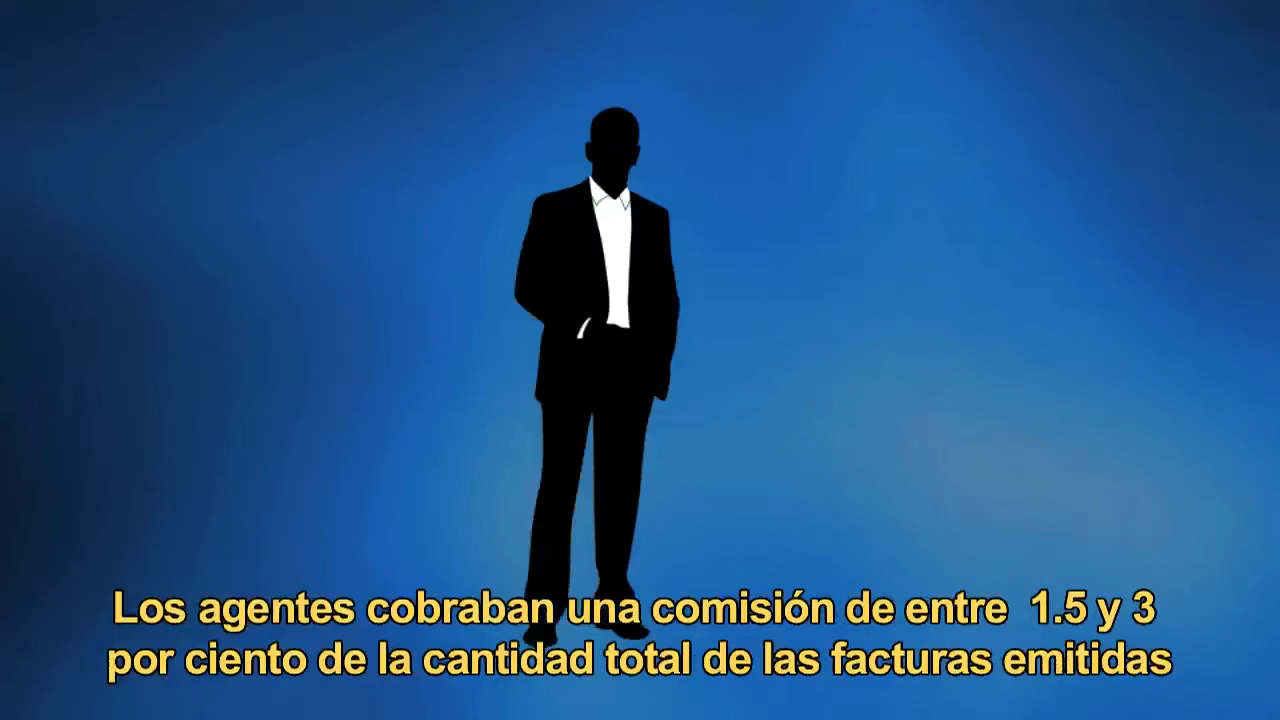 Los agentes cobraban una comisión de entre 1.5 y 3
por ciento de la cantidad total de las facturas emitidas